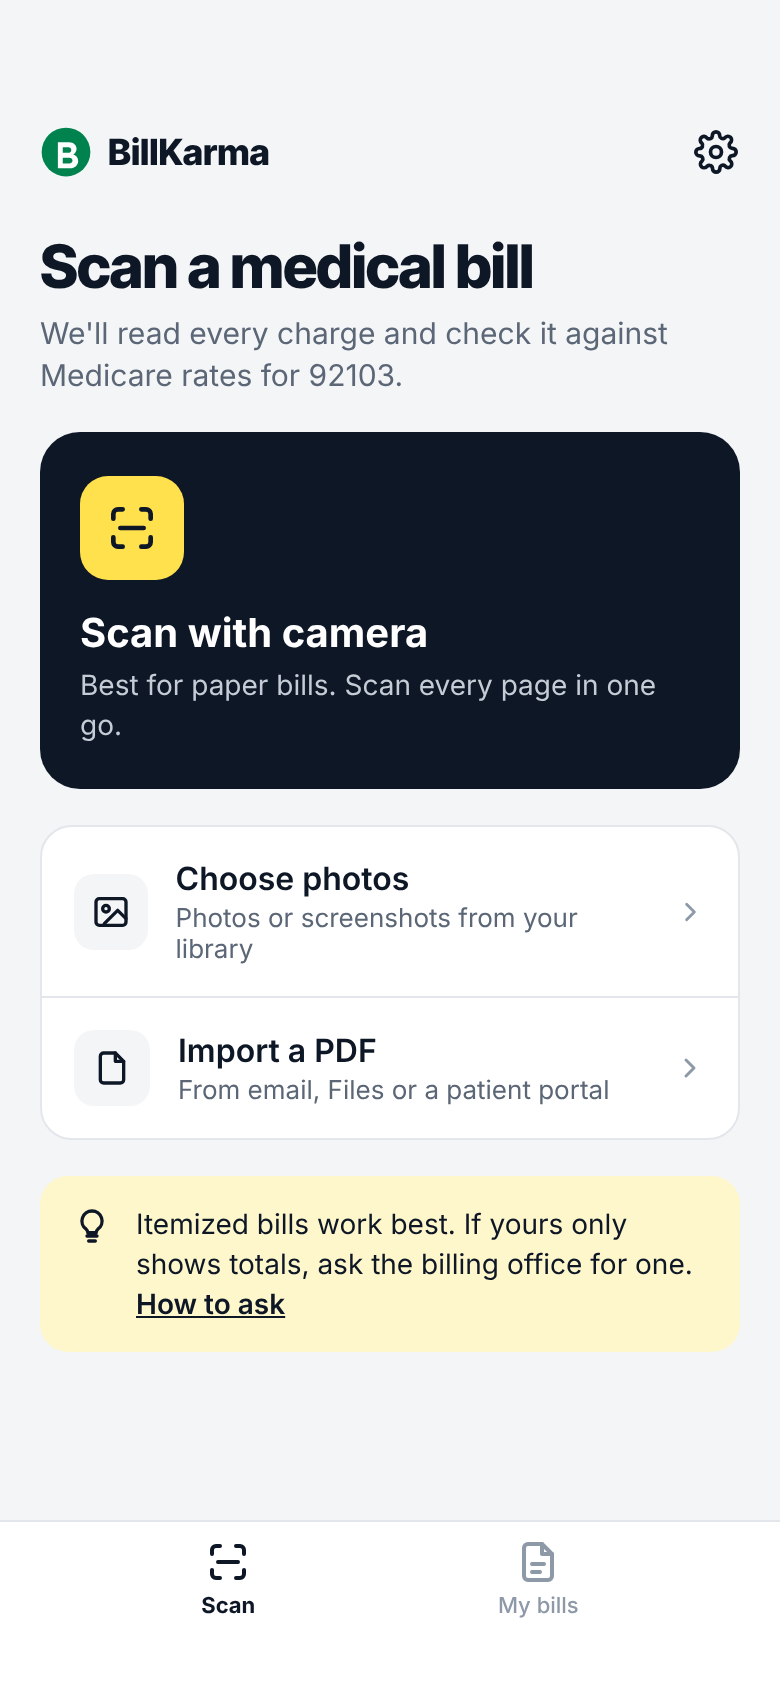 B BillKarma
Scan a medical bill
We'll read every charge and check it against
Medicare rates for 92103.
Scan with camera
Best for paper bills. Scan every page in one
go.
Choose photos
Photos or screenshots from your
library
Import a PDF
From email, Files or a patient portal
Itemized bills work best. If yours only
shows totals, ask the billing office for one.
How to ask
Scan
My bills